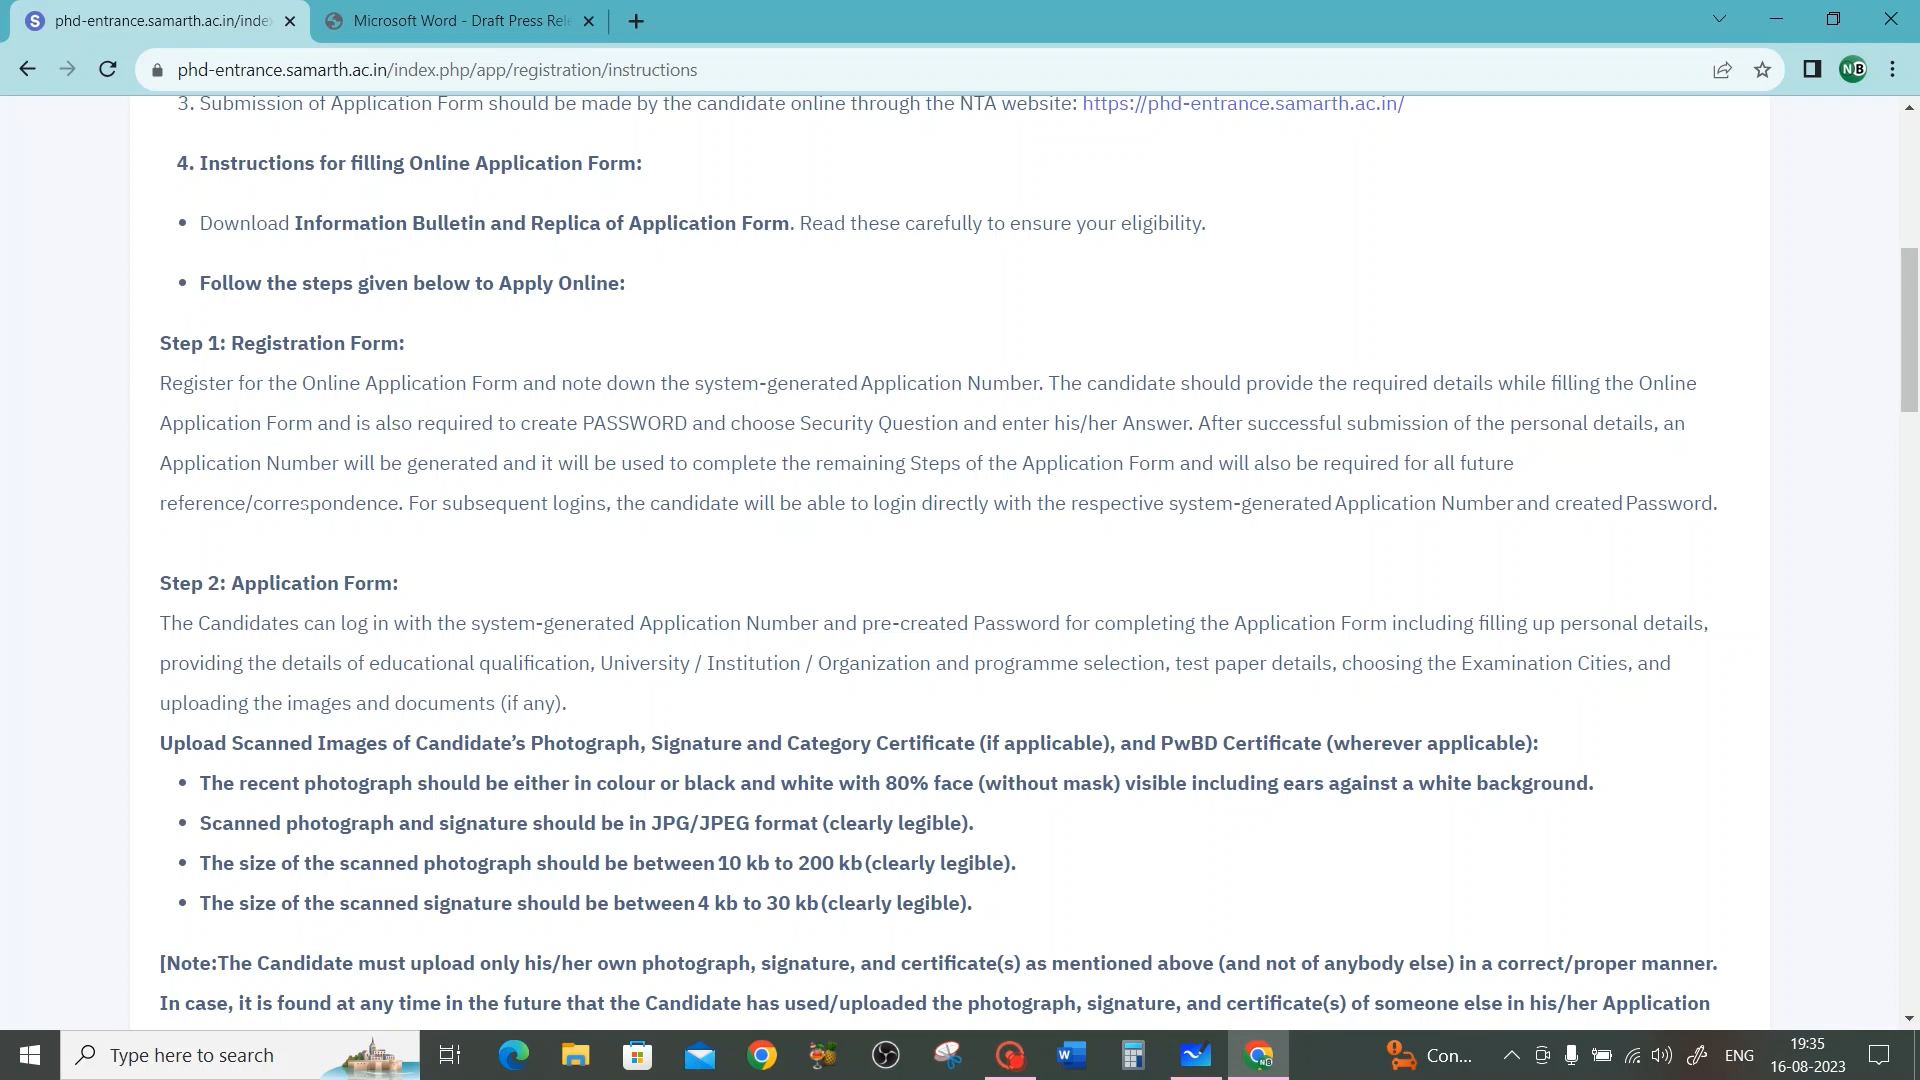 S phd-entrance.samarth.ac.in/inde
Microsoft Word - Draft Press Rel
phd-entrance.samarth.ac.in/index.php/app/registration/instructions
NB
3. Submission of Application Form should be made by the candidate online through the NTA website: https://phd-entrance.samarth.ac.in/
4. Instructions for filling Online Application Form:
• Download Information Bulletin and Replica of Application Form. Read these carefully to ensure your eligibility.
• Follow the steps given below to Apply Online:
Step 1: Registration Form:
Register for the Online Application Form and note down the system-generated Application Number. The candidate should provide the required details while filling the Online
Application Form and is also required to create PASSWORD and choose Security Question and enter his/her Answer. After successful submission of the personal details, an
Application Number will be generated and it will be used to complete the remaining Steps of the Application Form and will also be required for all future
reference/correspondence. For subsequent logins, the candidate will be able to login directly with the respective system-generated Application Number and created Password.
Step 2: Application Form:
The Candidates can log in with the system-generated Application Number and pre-created Password for completing the Application Form including filling up personal details,
providing the details of educational qualification, University / Institution / Organization and programme selection, test paper details, choosing the Examination Cities, and
uploading the images and documents (if any).
Upload Scanned Images of Candidate’s Photograph, Signature and Category Certificate (if applicable), and PwBD Certificate (wherever applicable):
• The recent photograph should be either in colour or black and white with 80% face (without mask) visible including ears against a white background.
• Scanned photograph and signature should be in JPG/JPEG format (clearly legible).
• The size of the scanned photograph should be between 10 kb to 200 kb (clearly legible).
• The size of the scanned signature should be between 4 kb to 30 kb (clearly legible).
[Note:The Candidate must upload only his/her own photograph, signature, and certificate(s) as mentioned above (and not of anybody else) in a correct/proper manner.
In case, it is found at any time in the future that the Candidate has used/uploaded the photograph, signature, and certificate(s) of someone else in his/her Application
Type here to search
Con...
ENG
19:35
16-08-2023